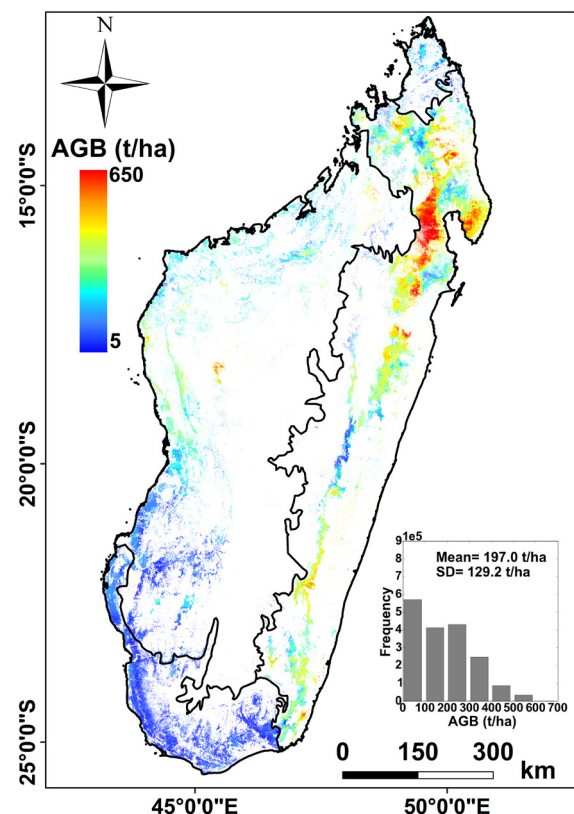 N
AGB (t/ha)
650
5
15°0'0"S
20°0'0"S
25°0'0"S
9e5
8
7
6
5
4
3
2
1
0
Frequency
Mean= 197.0 t/ha
SD= 129.2 t/ha
0 100 200 300 400 500 600 700
AGB (t/ha)
0 150 300
km
45°0'0"E 50°0'0"E